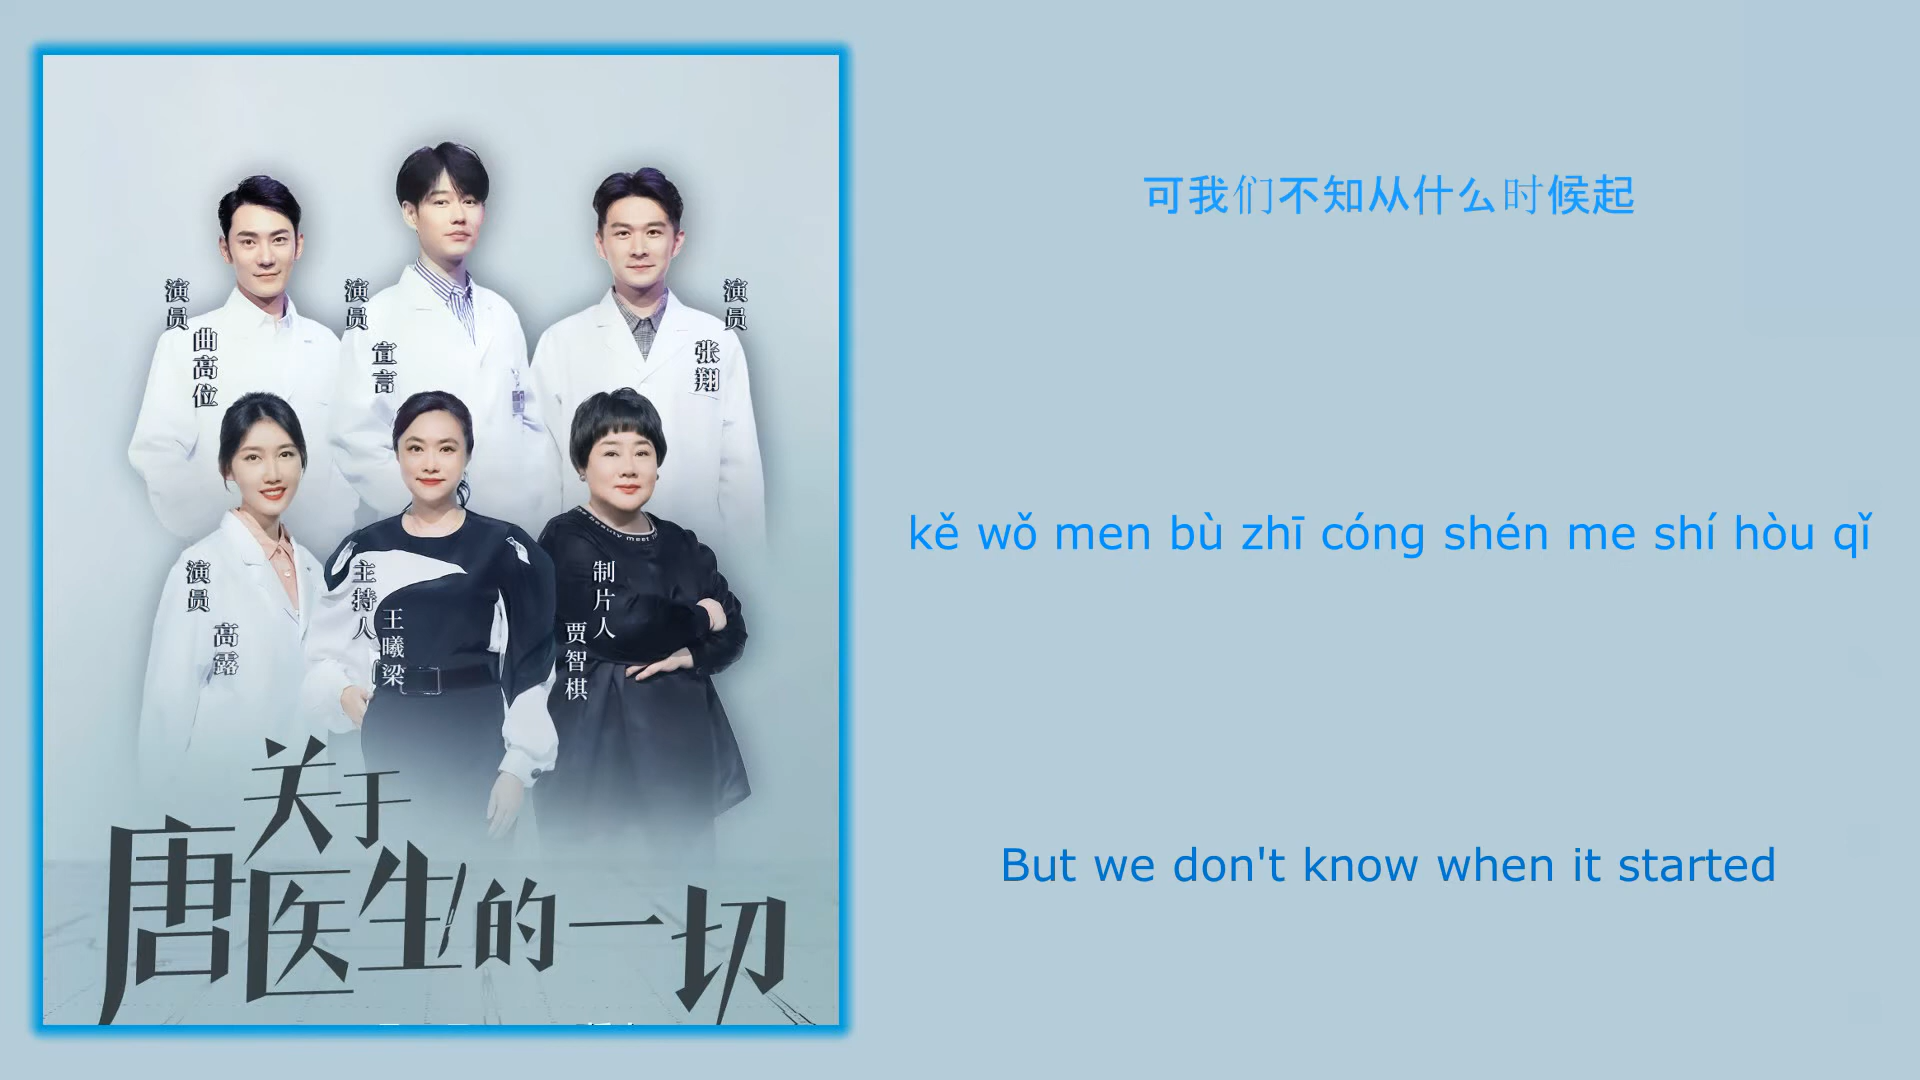 演员
曲高位
演员
宣言
演员
张翔
演员
高露
主持人
王曦梁
制片人
贾智棋
关于
唐医生的一切
可我们不知从什么时候起
kě wǒ men bù zhī cóng shén me shí hòu qǐ
But we don't know when it started